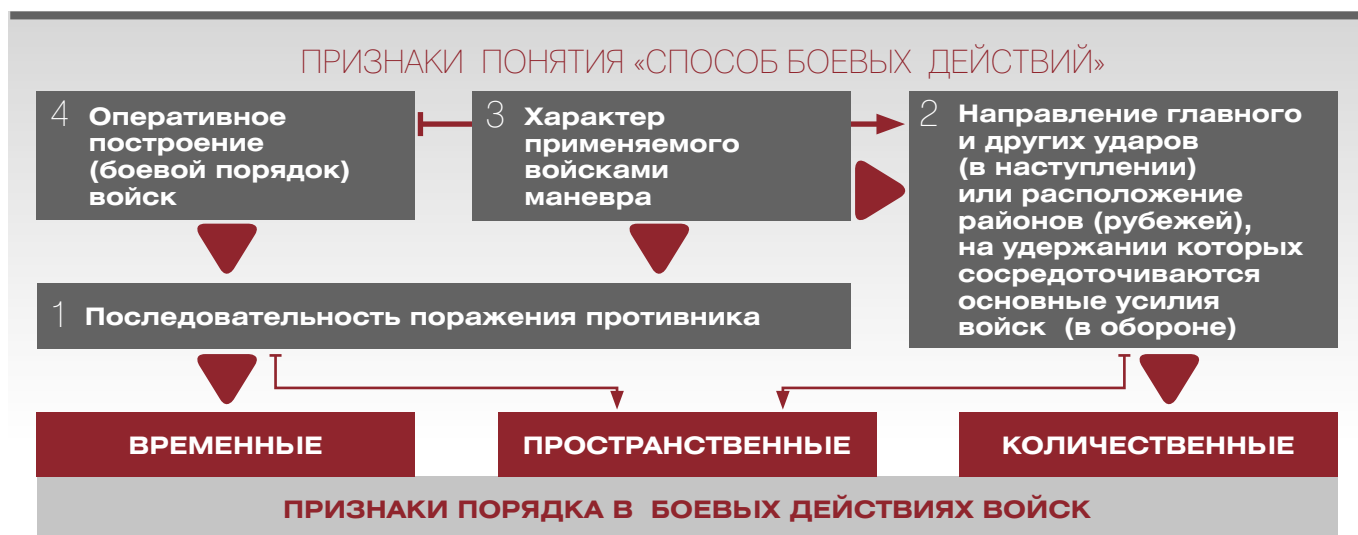 ПРИЗНАКИ ПОНЯТИЯ «СПОСОБ БОЕВЫХ ДЕЙСТВИЙ»
4 Оперативное
построение
(боевой порядок)
войск
3 Характер
применяемого
войсками
маневра
2 Направление главного
и других ударов
(в наступлении)
или расположение
районов (рубежей),
на удержании которых
сосредоточиваются
основные усилия
войск (в обороне)
1 Последовательность поражения противника
ВРЕМЕННЫЕ
ПРОСТРАНСТВЕННЫЕ
КОЛИЧЕСТВЕННЫЕ
ПРИЗНАКИ ПОРЯДКА В БОЕВЫХ ДЕЙСТВИЯХ ВОЙСК